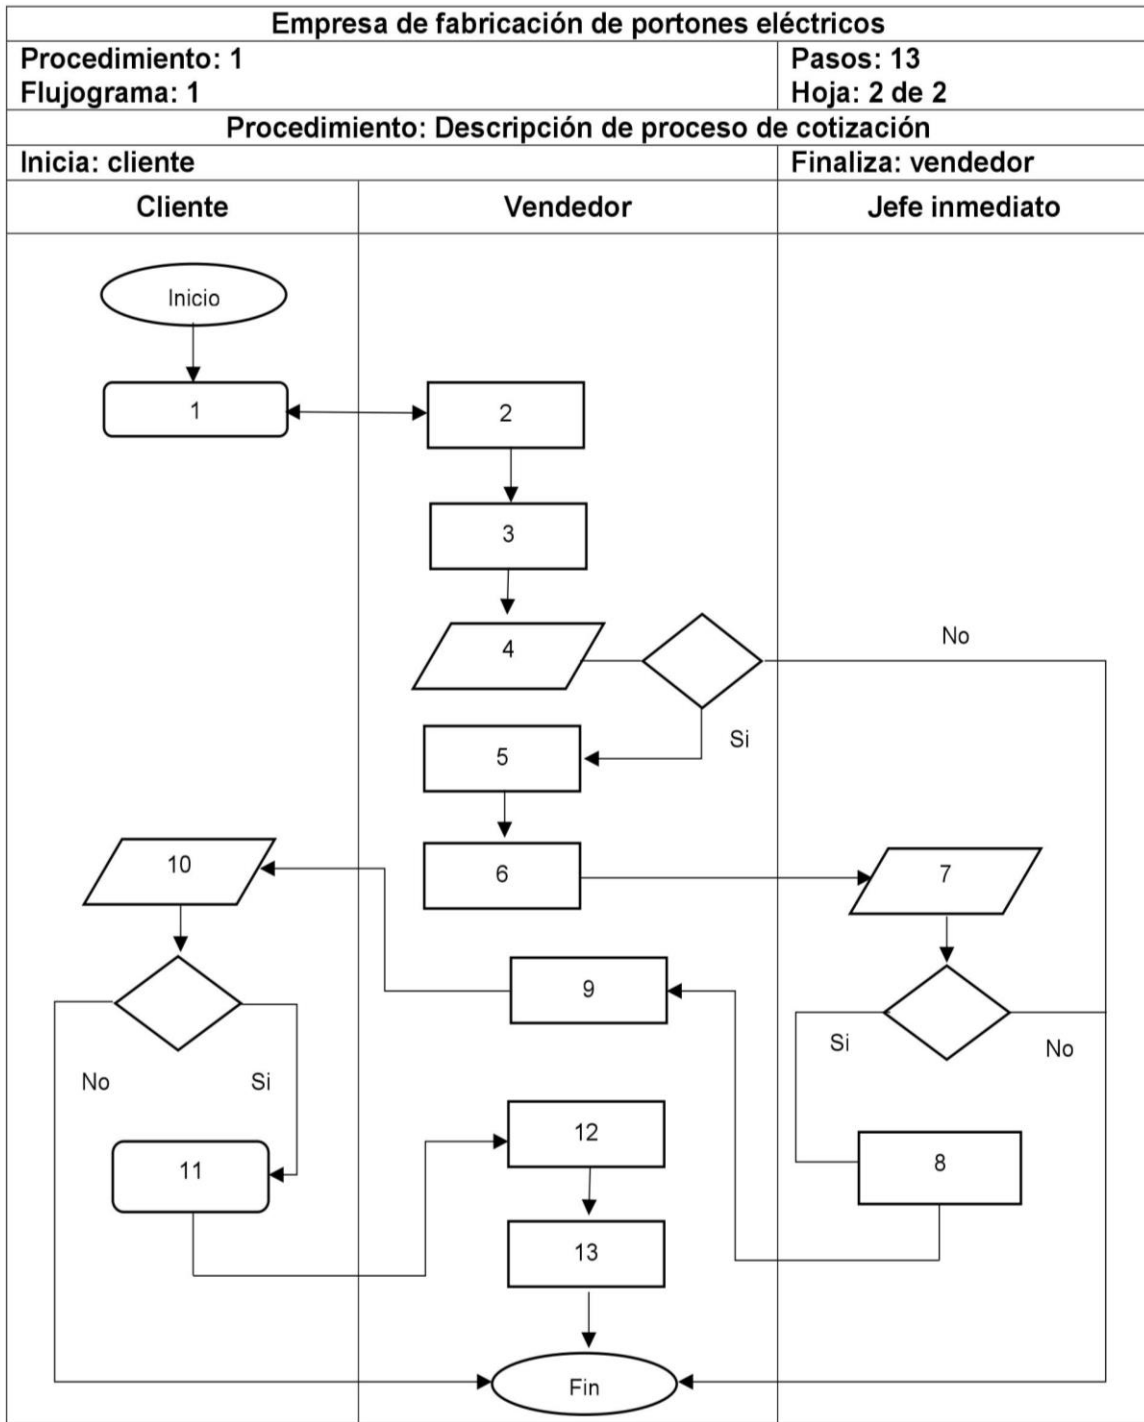 Empresa de fabricación de portones eléctricos
Procedimiento: 1
Flujograma: 1
Pasos: 13
Hoja: 2 de 2
Procedimiento: Descripción de proceso de cotización
Inicia: cliente
Finaliza: vendedor
Cliente
Vendedor
Jefe inmediato
Inicio
1
2
3
4
No
Si
5
10
6
7
9
Si
No
No
Si
12
11
8
13
Fin